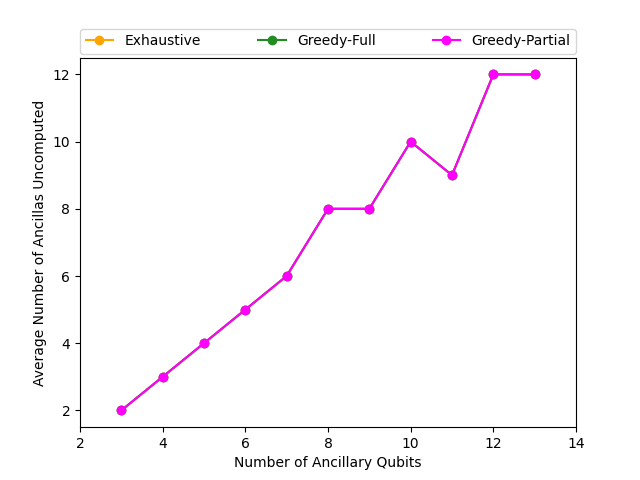 Exhaustive Greedy-Full Greedy-Partial
12
10
8
6
4
2
Average Number of Ancillas Uncomputed
2 4 6 8 10 12 14
Number of Ancillary Qubits